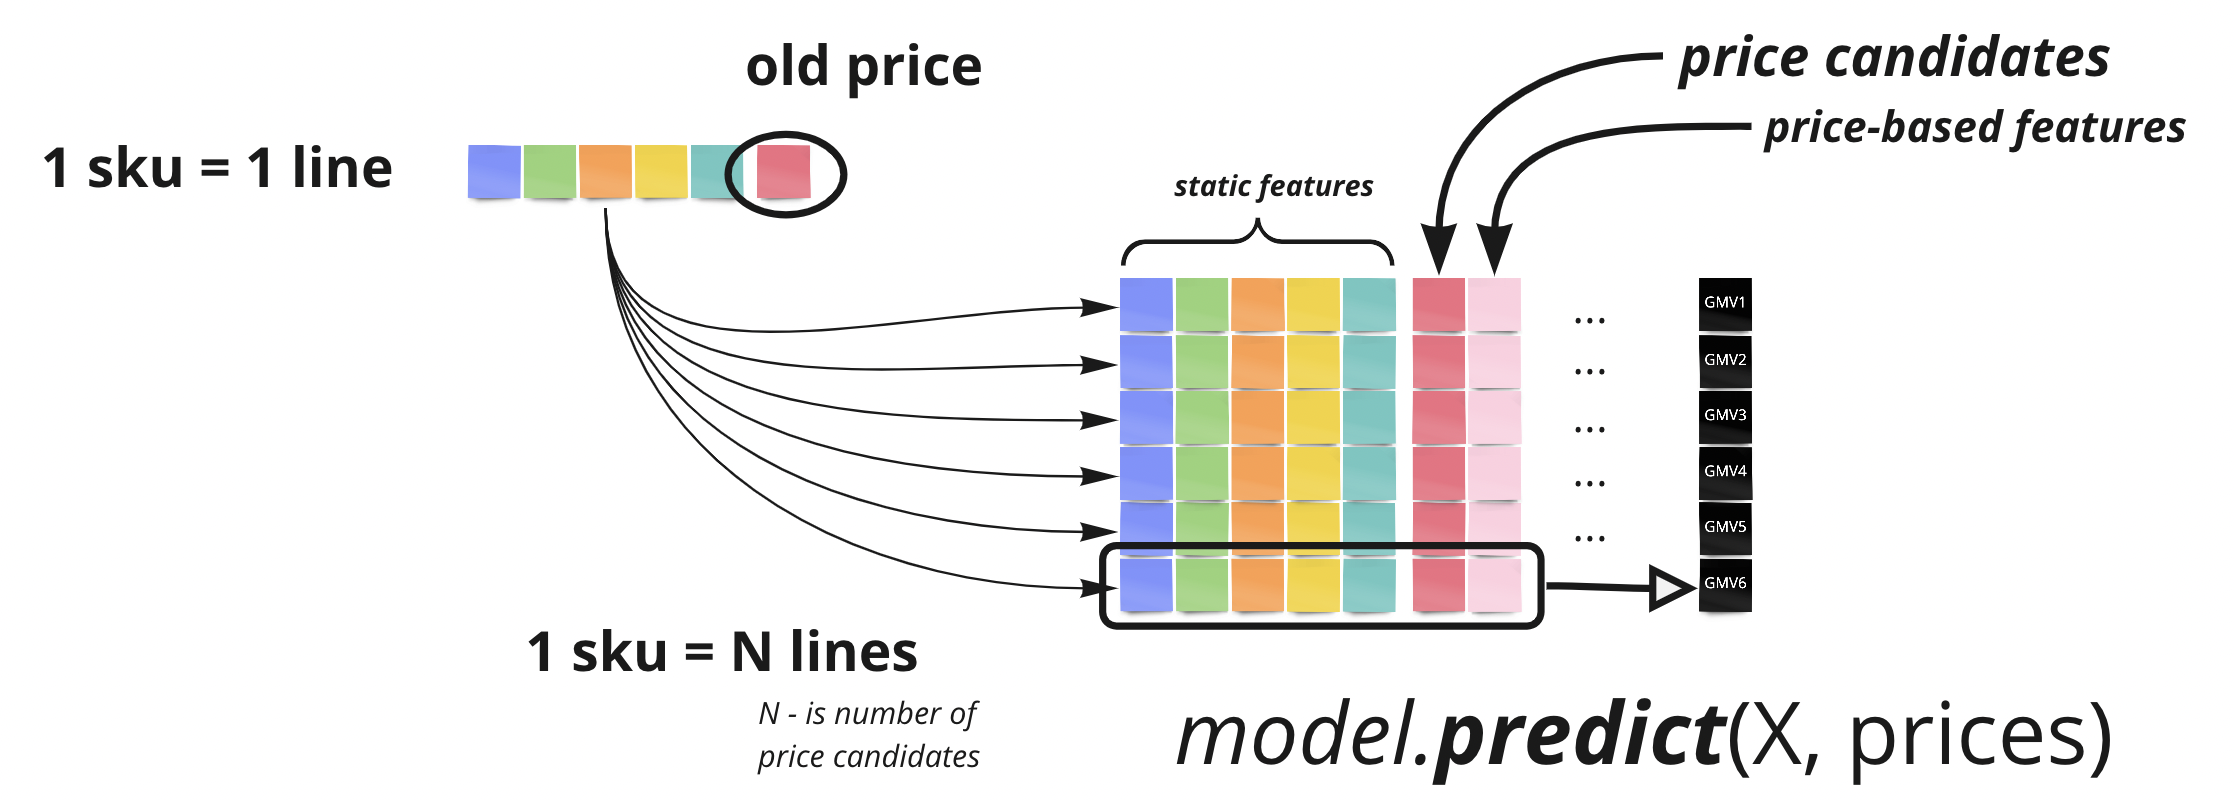 old price
price candidates
price-based features
1 sku = 1 line
static features
...
GMV1
...
GMV2
...
GMV3
...
GMV4
...
GMV5
GMV6
1 sku = N lines
N - is number of
price candidates
model.predict(X, prices)